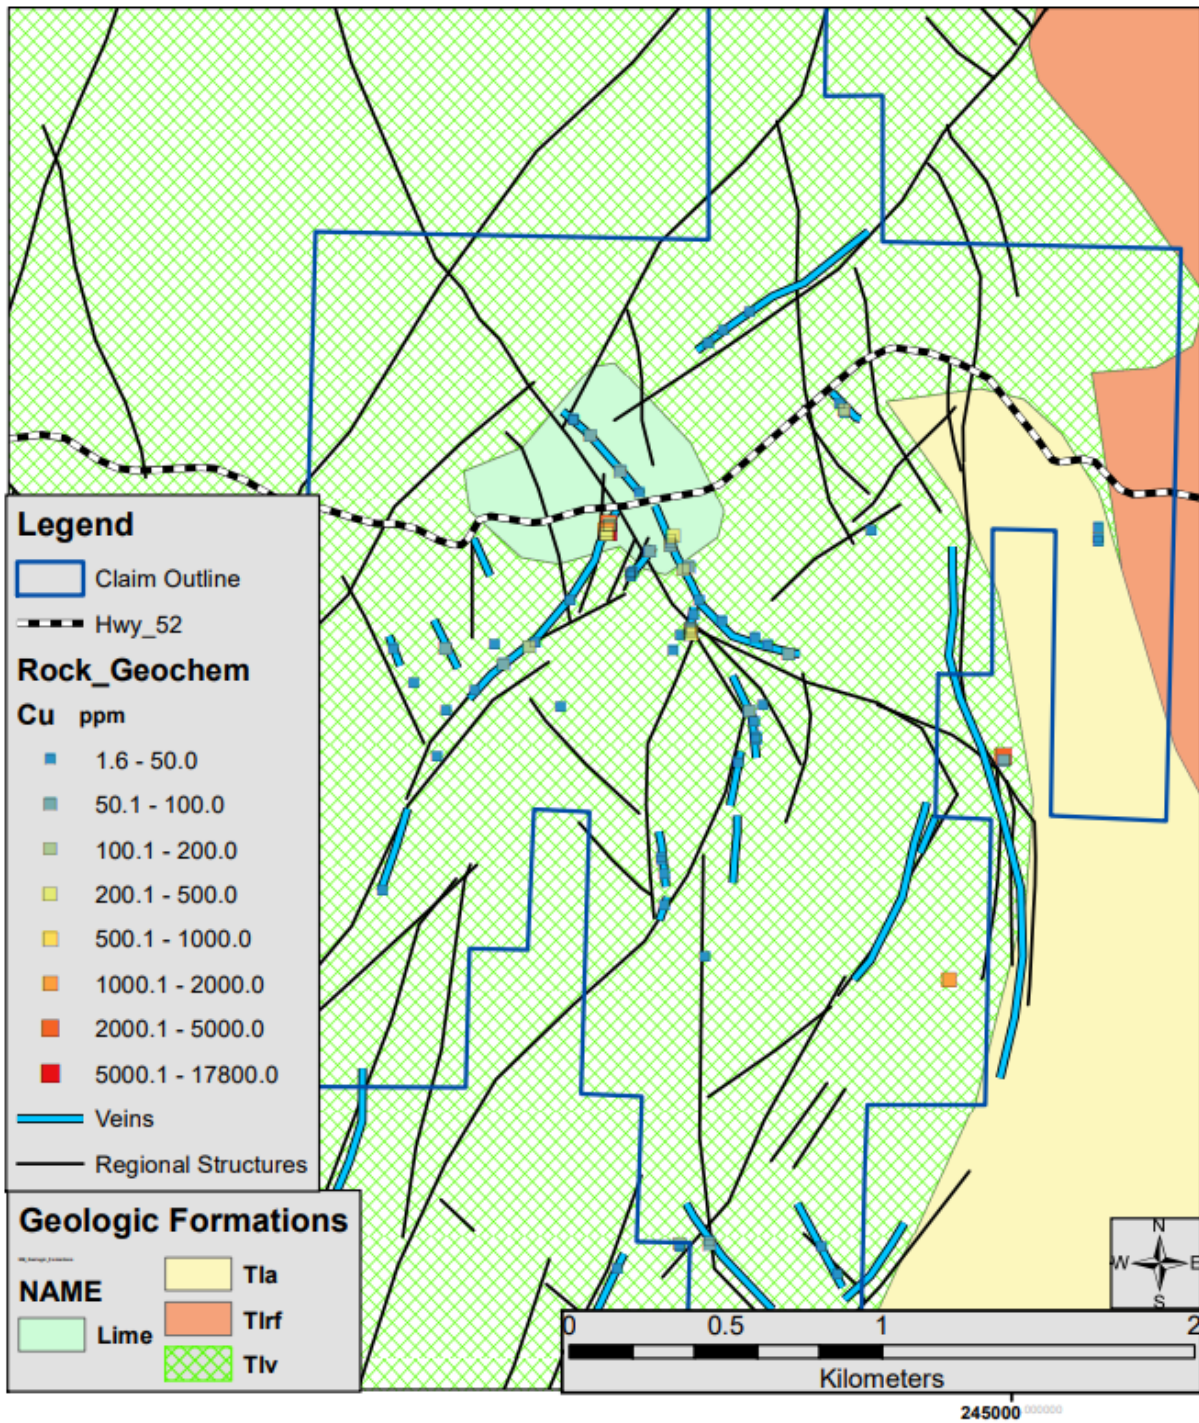 Legend
Claim Outline
Hwy_52
Rock_Geochem
Cu ppm
1.6 - 50.0
50.1 - 100.0
100.1 - 200.0
200.1 - 500.0
500.1 - 1000.0
1000.1 - 2000.0
2000.1 - 5000.0
5000.1 - 17800.0
Veins
Regional Structures
Geologic Formations
NAME
Lime
Tla
Tlrf
Tlv
N
W E
S
0 0.5 1 2
Kilometers
245000 000000